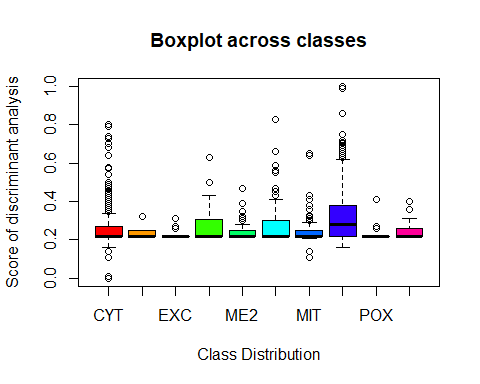 Boxplot across classes
Score of discriminant analysis
1.0
0.8
0.6
0.4
0.2
0.0
CYT EXC ME2 MIT POX
Class Distribution